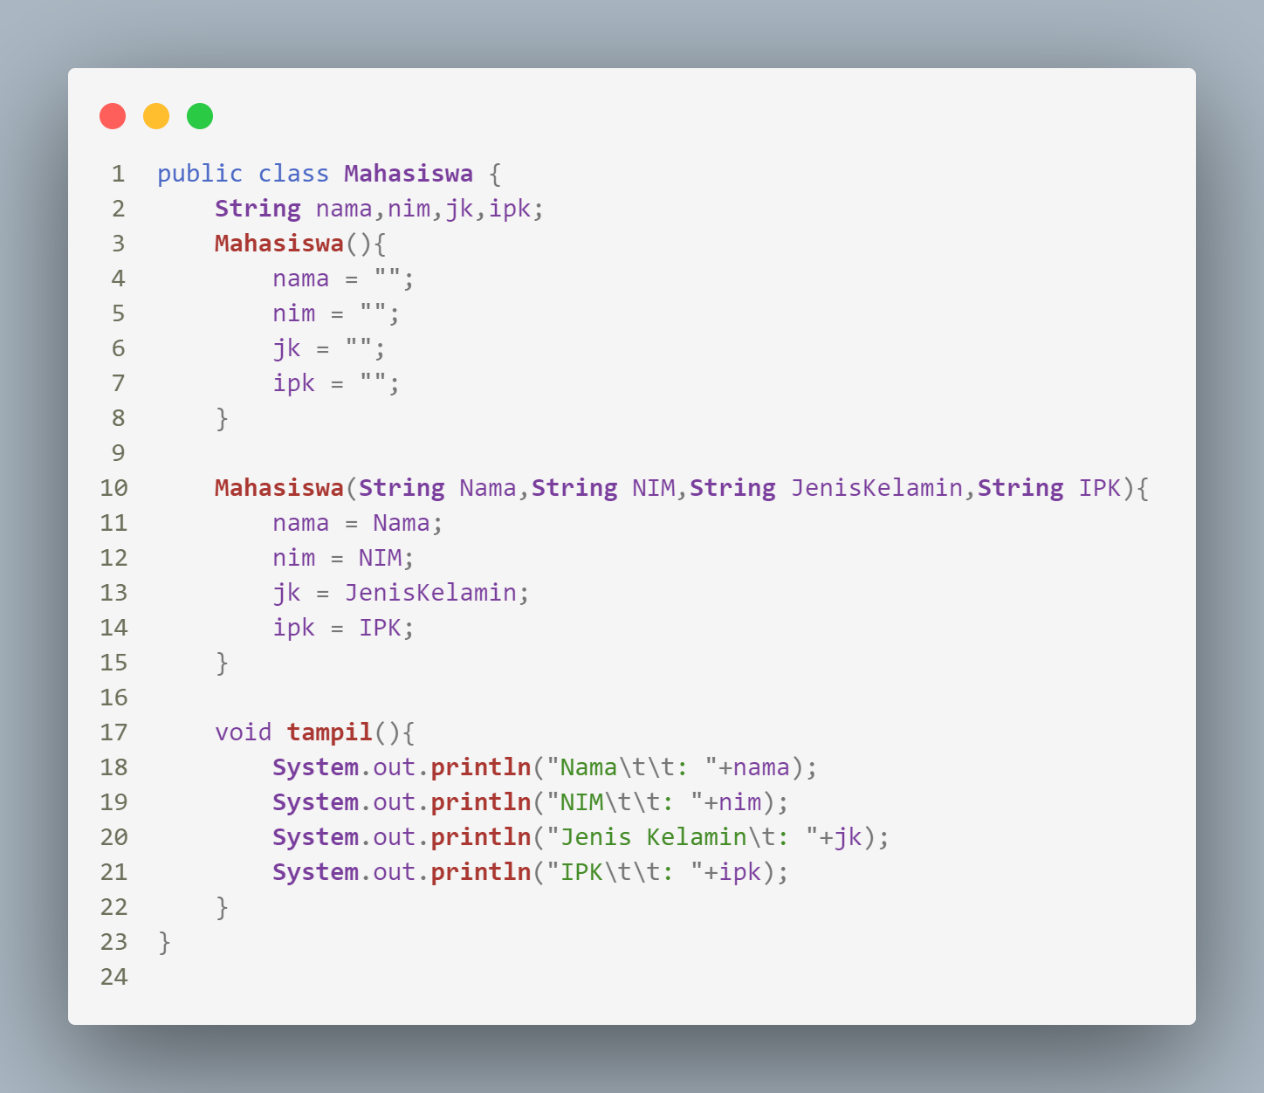 1 public class Mahasiswa {
2     String nama,nim,jk,ipk;
3     Mahasiswa(){
4         nama = "";
5         nim = "";
6         jk = "";
7         ipk = "";
8     }
9
10     Mahasiswa(String Nama,String NIM,String JenisKelamin,String IPK){
11         nama = Nama;
12         nim = NIM;
13         jk = JenisKelamin;
14         ipk = IPK;
15     }
16
17     void tampil(){
18         System.out.println("Nama\t\t: "+nama);
19         System.out.println("NIM\t\t: "+nim);
20         System.out.println("Jenis Kelamin\t: "+jk);
21         System.out.println("IPK\t\t: "+ipk);
22     }
23 }
24